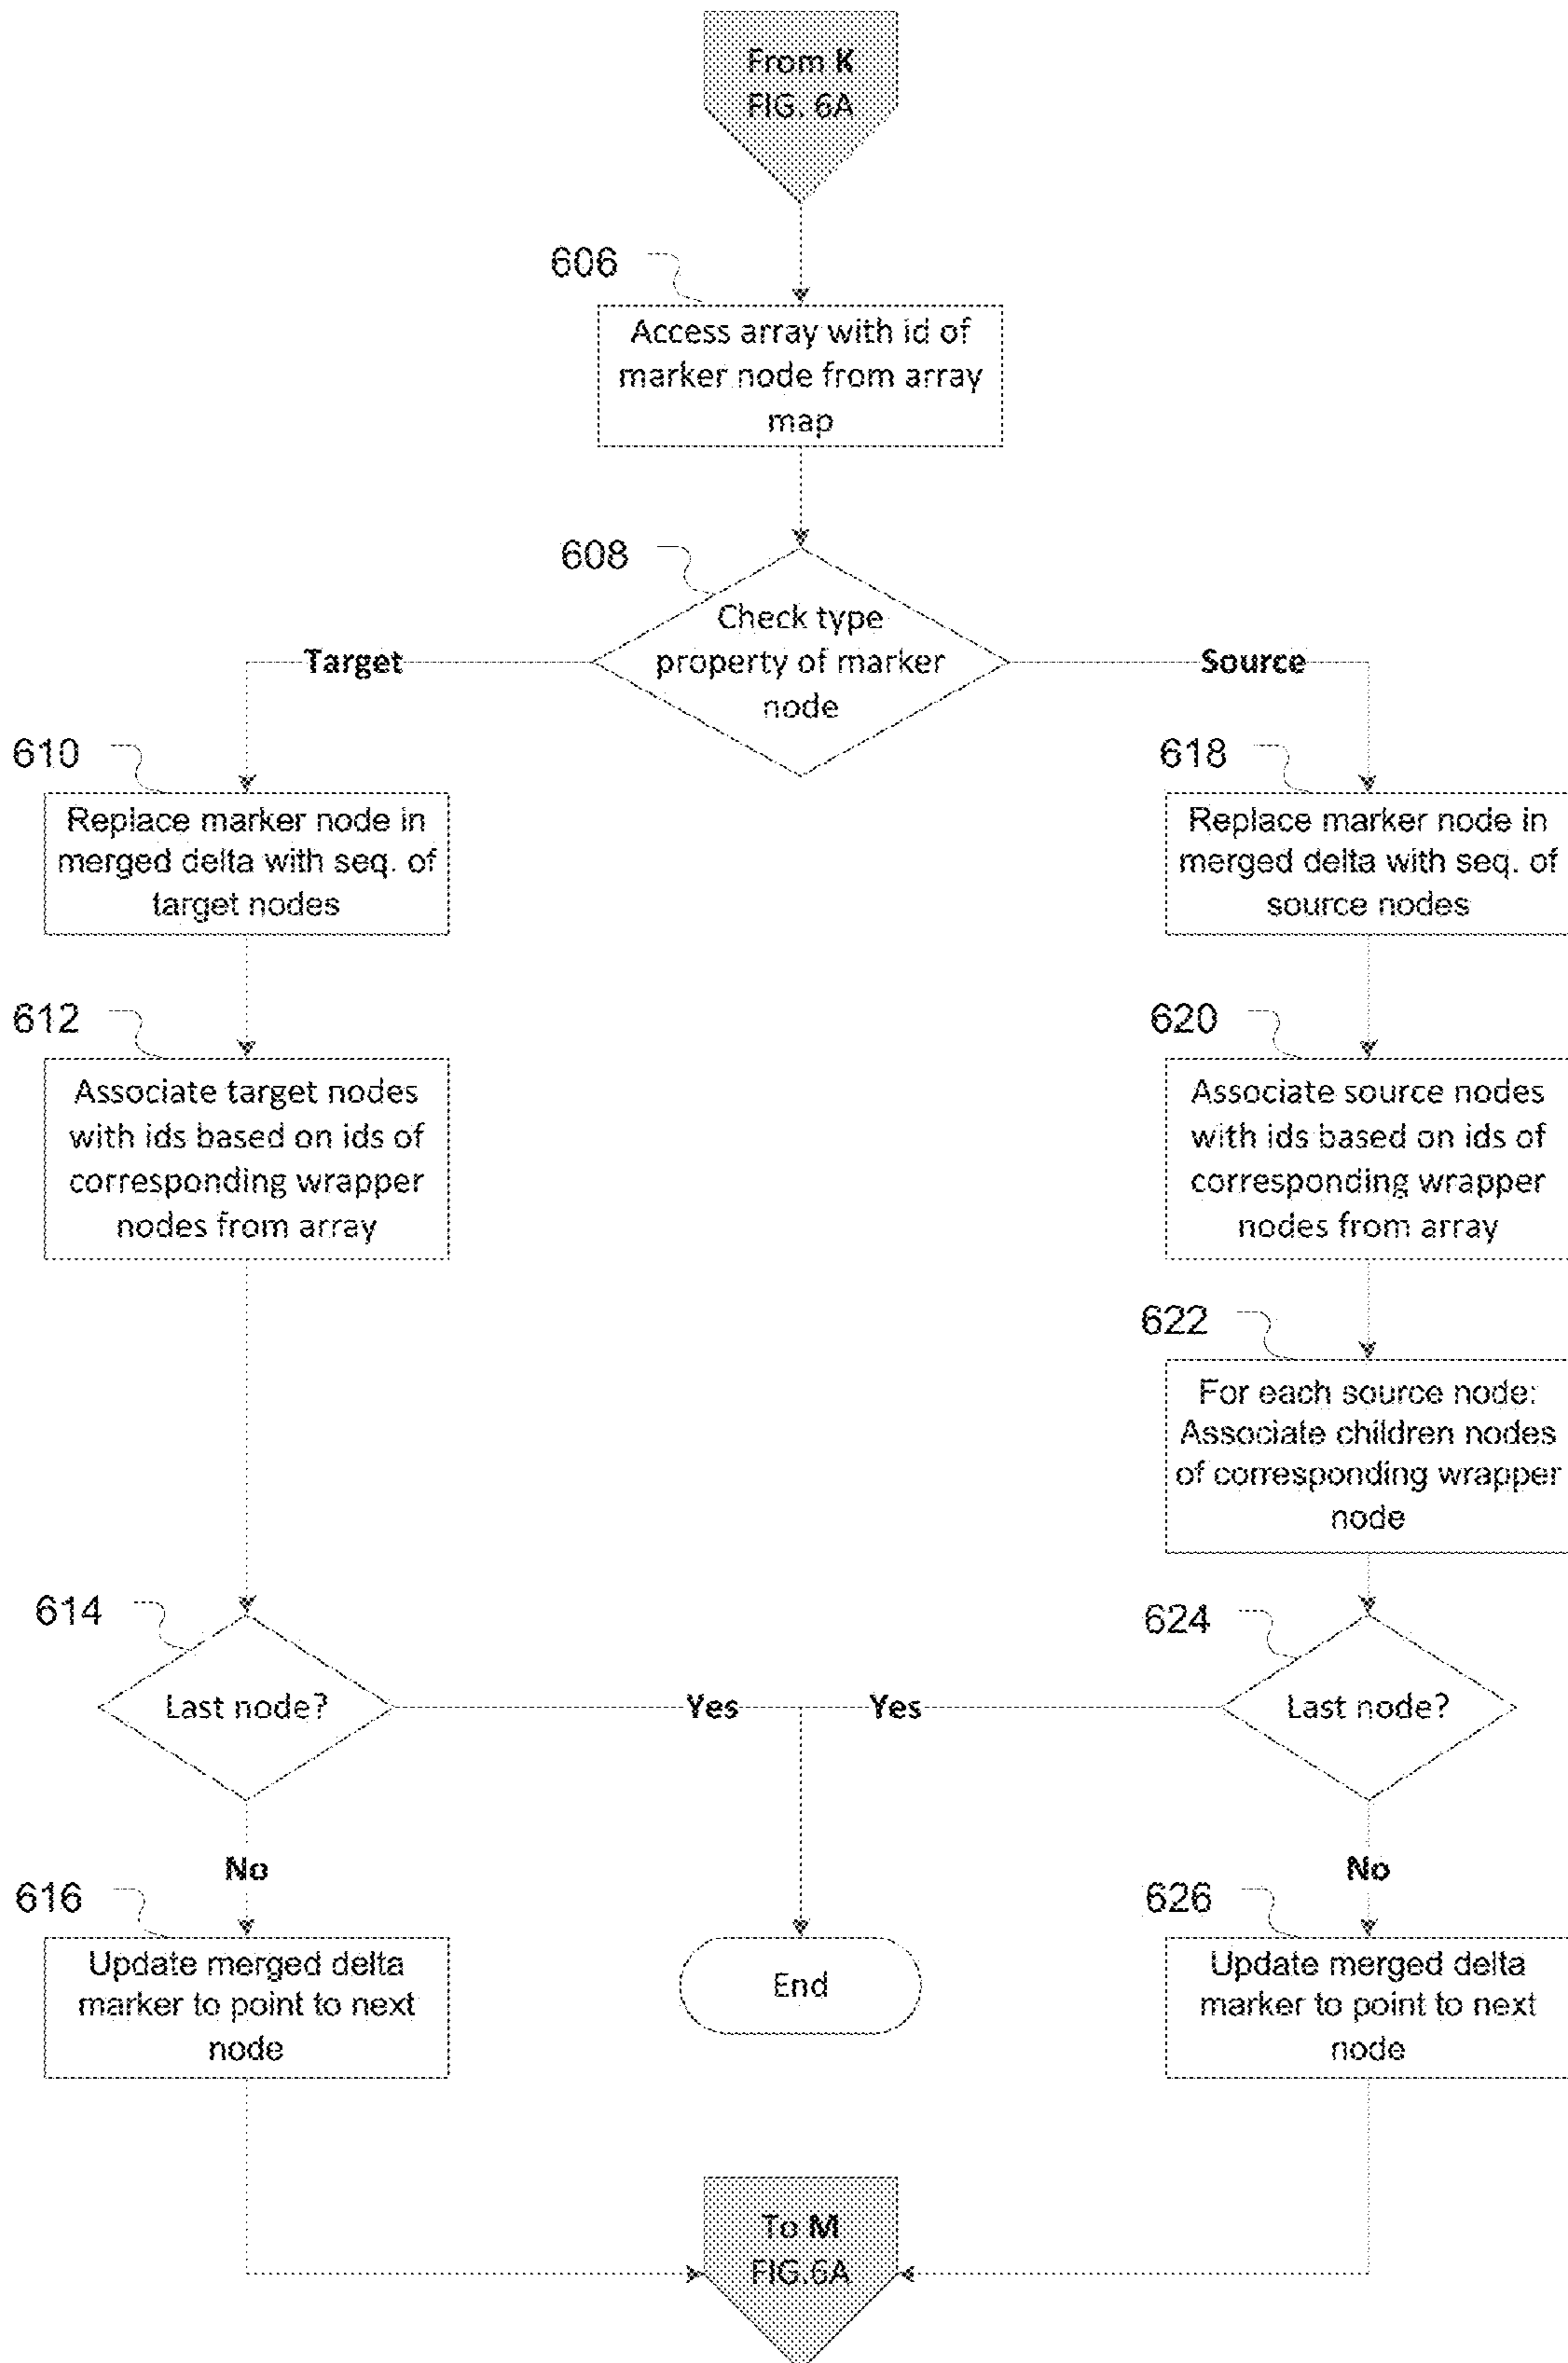 From K
FIG. 6A
606
Access array with id of
marker node from array
map
608
Check type
property of marker
node
Target
Source
610
Replace marker node in
merged delta with seq. of
target nodes
618
Replace marker node in
merged delta with seq. of
source nodes
612
Associate target nodes
with ids based on ids of
corresponding wrapper
nodes from array
620
Associate source nodes
with ids based on ids of
corresponding wrapper
nodes from array
622
For each source node:
Associate children nodes
of corresponding wrapper
node
614
Last node?
Yes
Yes
624
Last node?
No
No
616
Update merged delta
marker to point to next
node
End
626
Update merged delta
marker to point to next
node
To M
FIG.6A